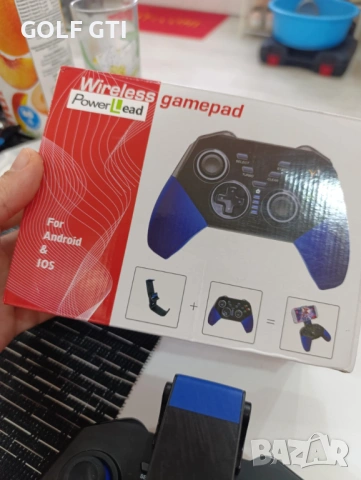 GOLF GTI
Wireless gamepad
PowerLead
For
Android
&
IOS
+
=
BAZAR